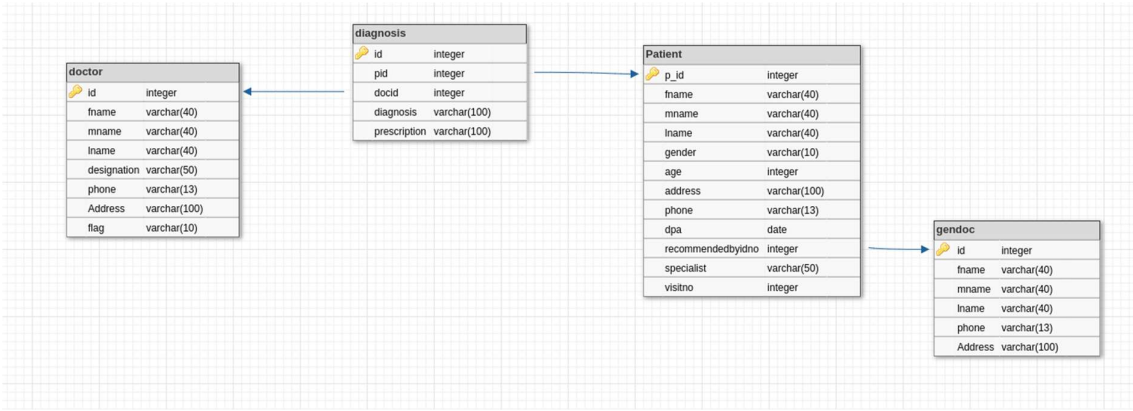 diagnosis
id integer
pid integer
docid integer
diagnosis varchar(100)
prescription varchar(100)
doctor
id integer
fname varchar(40)
mname varchar(40)
lname varchar(40)
designation varchar(50)
phone varchar(13)
Address varchar(100)
flag varchar(10)
Patient
p_id integer
fname varchar(40)
mname varchar(40)
lname varchar(40)
gender varchar(10)
age integer
address varchar(100)
phone varchar(13)
dpa date
recommendedbyidno integer
specialist varchar(50)
visitno integer
gendoc
id integer
fname varchar(40)
mname varchar(40)
lname varchar(40)
phone varchar(13)
Address varchar(100)